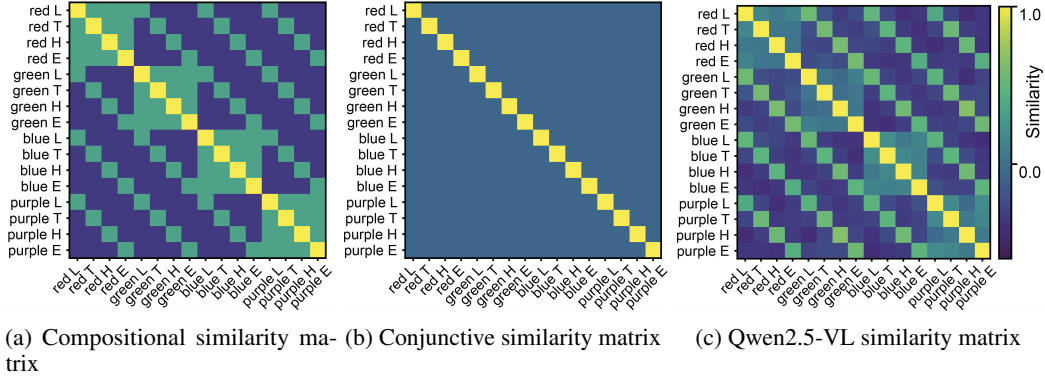 red L
red T
red H
red E
green L
green T
green H
green E
blue L
blue T
blue H
blue E
purple L
purple T
purple H
purple E
red L
red T
red H
red E
green L
green T
green H
green E
blue L
blue T
blue H
blue E
purple L
purple T
purple H
purple E
(a) Compositional similarity ma-
trix
red L
red T
red H
red E
green L
green T
green H
green E
blue L
blue T
blue H
blue E
purple L
purple T
purple H
purple E
red L
red T
red H
red E
green L
green T
green H
green E
blue L
blue T
blue H
blue E
purple L
purple T
purple H
purple E
(b) Conjunctive similarity matrix
red L
red T
red H
red E
green L
green T
green H
green E
blue L
blue T
blue H
blue E
purple L
purple T
purple H
purple E
red L
red T
red H
red E
green L
green T
green H
green E
blue L
blue T
blue H
blue E
purple L
purple T
purple H
purple E
1.0
0.0
Similarity
(c) Qwen2.5-VL similarity matrix